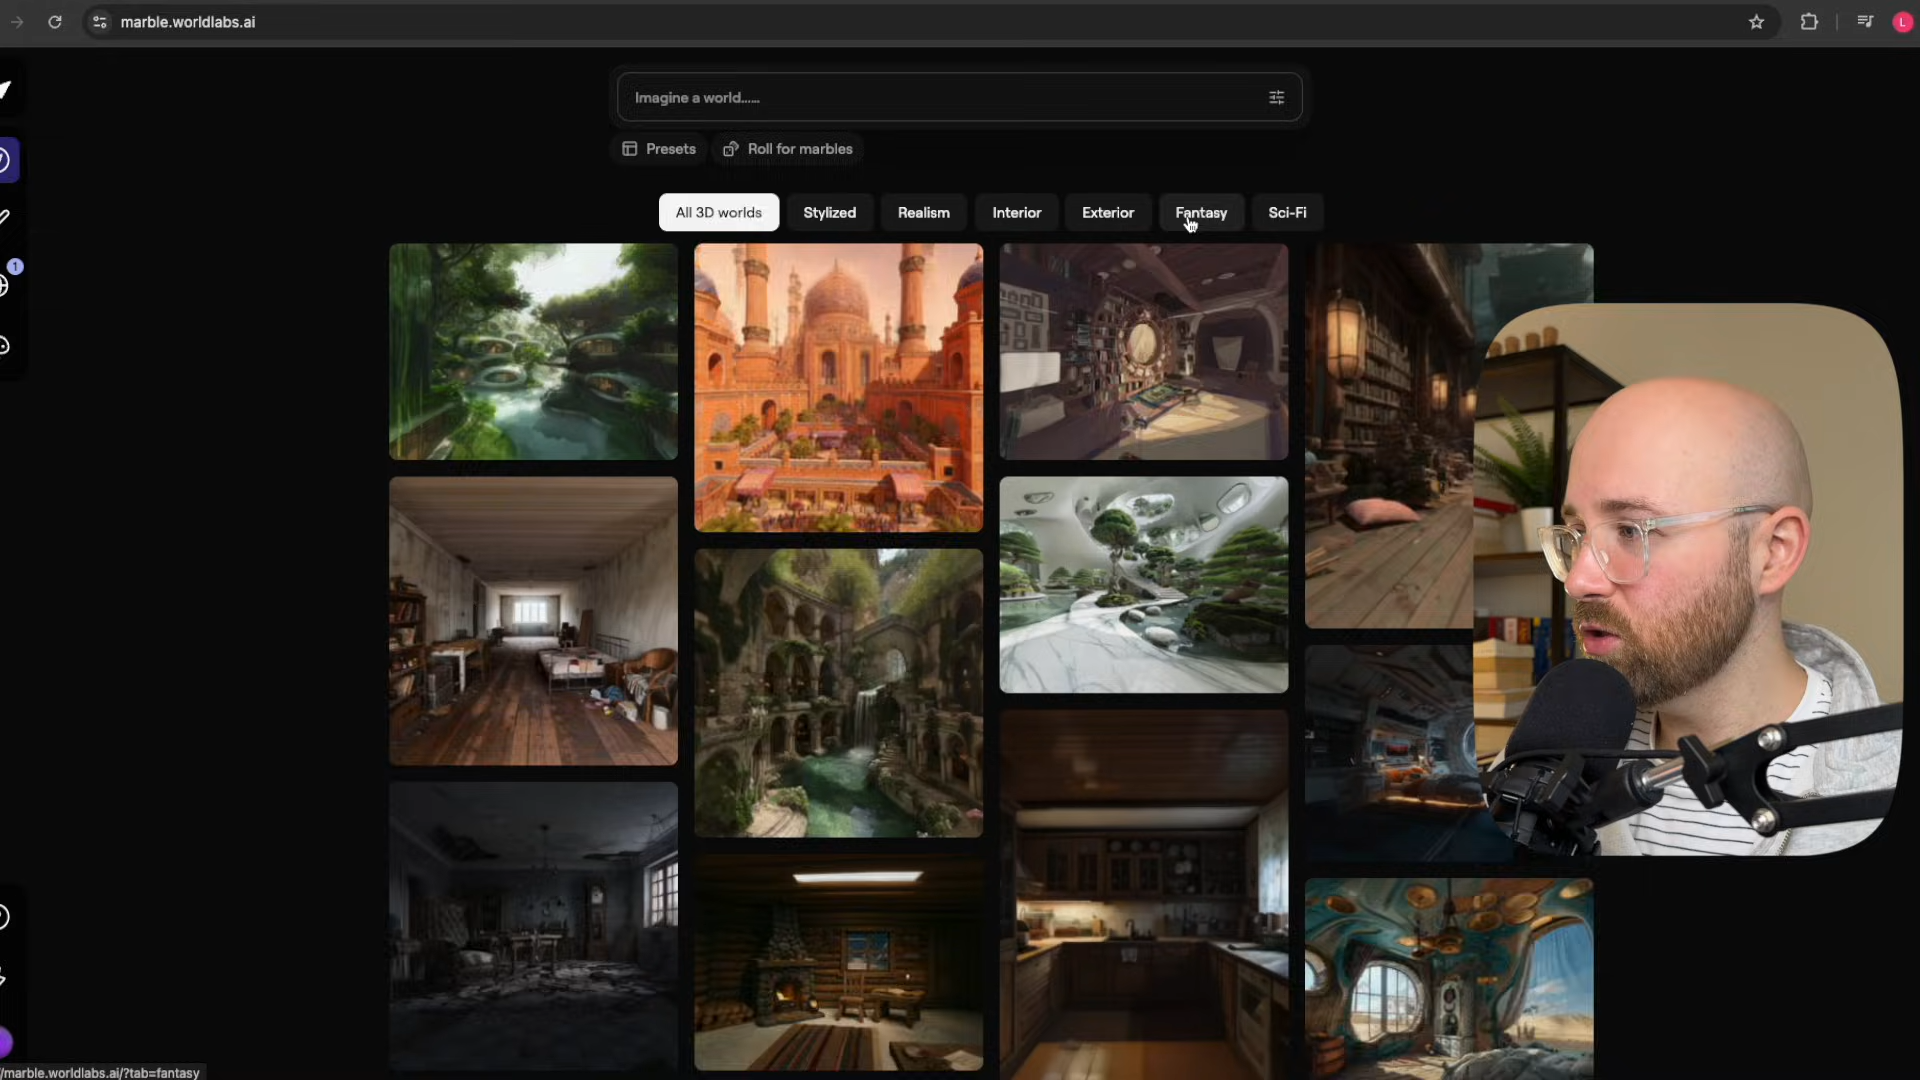 marble.worldlabs.ai
L
Imagine a world......
Presets
Roll for marbles
All 3D worlds
Stylized
Realism
Interior
Exterior
Fantasy
Sci-Fi
1
/marble.worldlabs.ai/?tab=fantasy